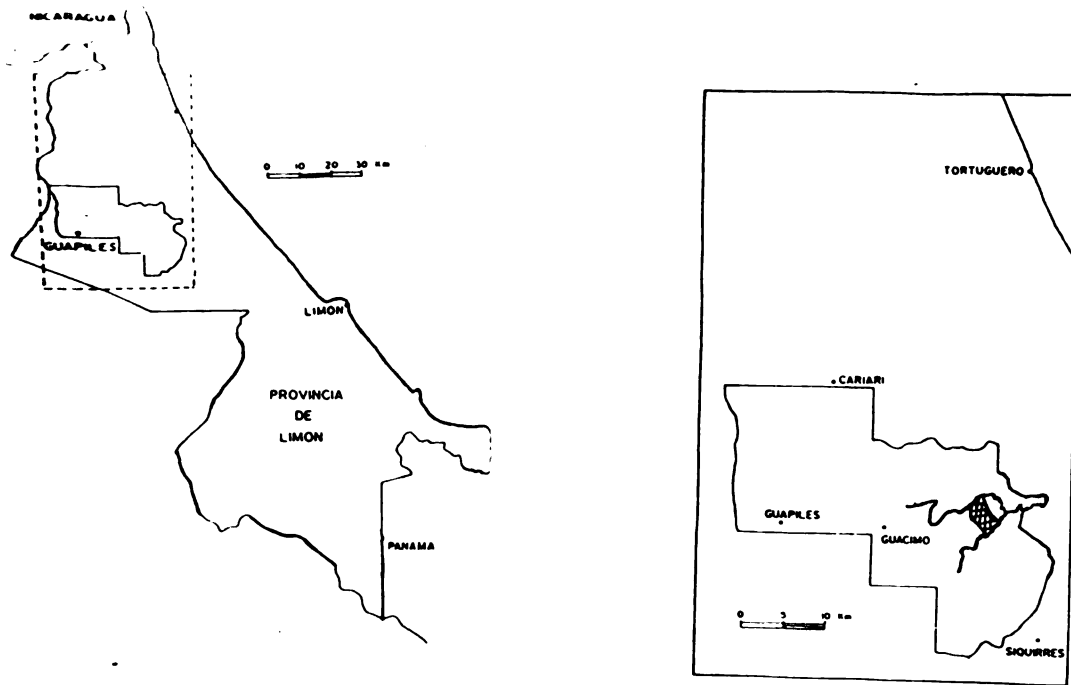 NICARAGUA
0 10 20 30 Km
GUAPILES
LIMON
PROVINCIA
DE
LIMON
PANAMA
TORTUGUERO
CARIARI
GUAPILES
GUACIMO
0 5 10 Km
SIQUIRRES